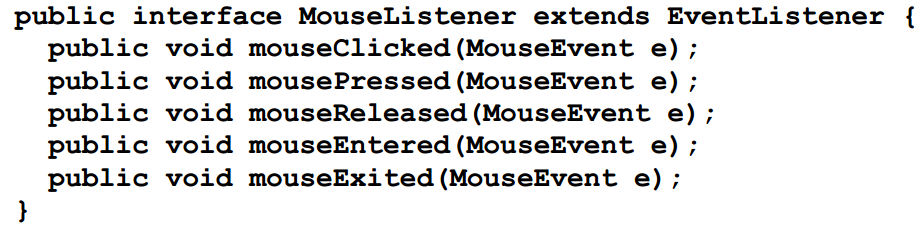 public interface MouseListener extends EventListener {
public void mouseClicked(MouseEvent e);
public void mousePressed(MouseEvent e);
public void mouseReleased(MouseEvent e);
public void mouseEntered(MouseEvent e);
public void mouseExited(MouseEvent e);
}